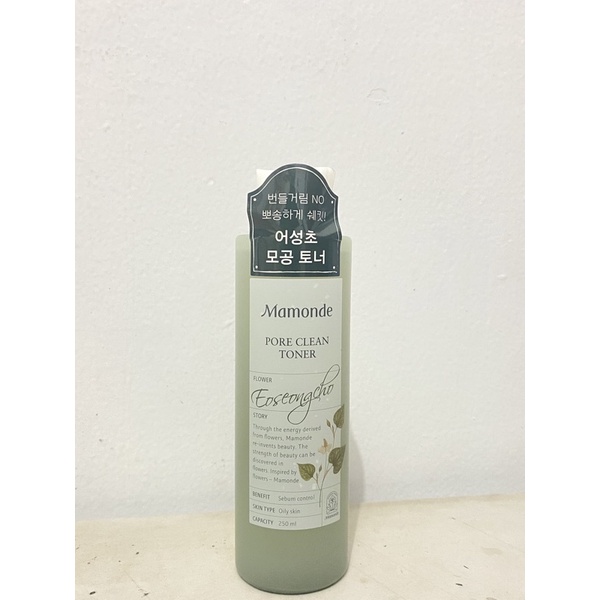 번들거림 NO
뽀송하게 쉐킷!
어성초
모공 토너
Mamonde
PORE CLEAN
TONER
FLOWER
Eoseongcho
STORY
Through the energy derived
from flowers, Mamonde
re-invents beauty. The
strength of beauty can be
discovered in
flowers. Inspired by
flowers – Mamonde
BENEFIT Sebum control
SKIN TYPE Oily skin
CAPACITY 250 ml